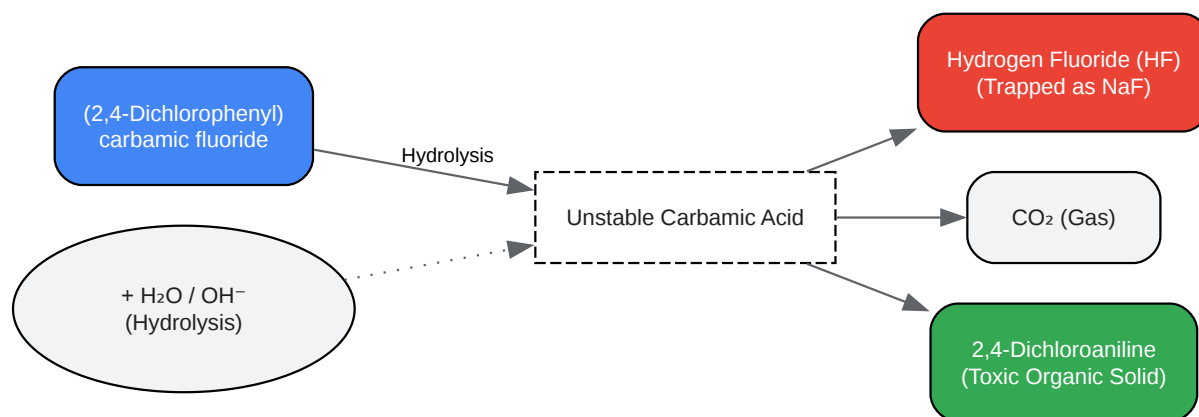 (2,4-Dichlorophenyl)
carbamic fluoride
Hydrolysis
+ H₂O / OH⁻
(Hydrolysis)
Unstable Carbamic Acid
Hydrogen Fluoride (HF)
(Trapped as NaF)
CO₂ (Gas)
2,4-Dichloroaniline
(Toxic Organic Solid)